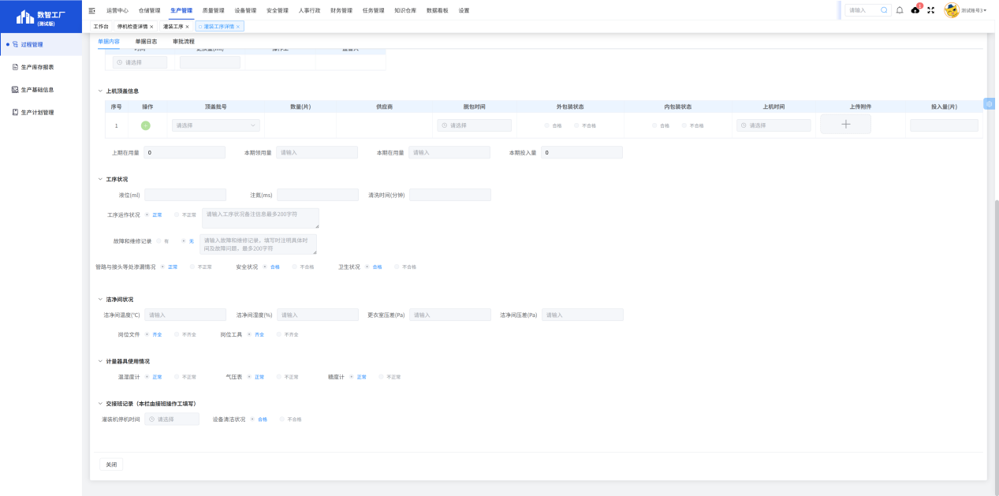 数智工厂
(测试版)
运营中心 仓储管理 生产管理 质量管理 设备管理 安全管理 人事行政 财务管理 任务管理 知识仓库 数据看板 设置
请输入 1 测试账号3
工作台 停机检查详情 × 灌装工序 × 灌装工序详情 ×
过程管理
生产库存报表
生产基础信息
生产计划管理
单据内容 单据日志 审批流程
请选择
上机顶盖信息
序号 操作 顶盖批号 数量(片) 供应商 脱包时间 外包装状态 内包装状态 上机时间 上传附件 投入量(片)
1 请选择 请选择 合格 不合格 合格 不合格 请选择
上期在用量 0 本期领用量 请输入 本期在用量 请输入 本期投入量 0
工序状况
液位(ml) 注氮(ms) 清洗时间(分钟)
工序运作状况 正常 不正常 请输入工序状况备注信息最多200字符
故障和维修记录 有 无 请输入故障和维修记录。填写时注明具体时
间及故障问题。最多200字符
管路与接头等处渗漏情况 正常 不正常 安全状况 合格 不合格 卫生状况 合格 不合格
洁净间状况
洁净间温度(℃) 请输入 洁净间湿度(%) 请输入 更衣室压差(Pa) 请输入 洁净间压差(Pa) 请输入
岗位文件 齐全 不齐全 岗位工具 齐全 不齐全
计量器具使用情况
温湿度计 正常 不正常 气压表 正常 不正常 糖度计 正常 不正常
交接班记录（本栏由接班操作工填写）
灌装机停机时间 请选择 设备清洁状况 合格 不合格
关闭